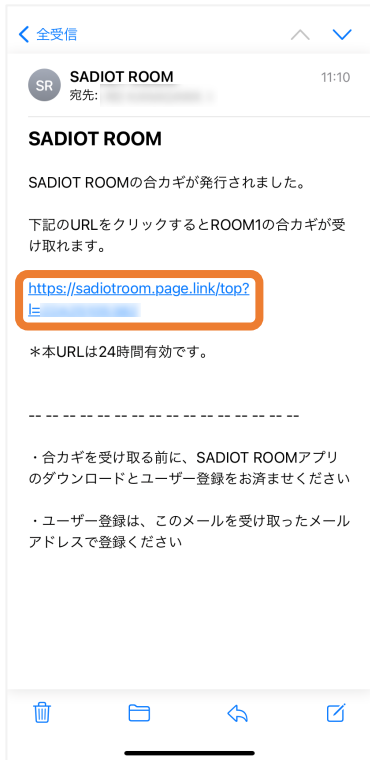 全受信
SR
SADIOT ROOM
11:10
宛先:
SADIOT ROOM
SADIOT ROOMの合カギが発行されました。
下記のURLをクリックするとROOM1の合カギが受
け取れます。
https://sadiotroom.page.link/top?
l=
＊本URLは24時間有効です。
-- -- -- -- -- -- -- -- -- -- -- -- -- -- -- --
・合カギを受け取る前に、SADIOT ROOMアプリ
のダウンロードとユーザー登録をお済ませください
・ユーザー登録は、このメールを受け取ったメール
アドレスで登録ください